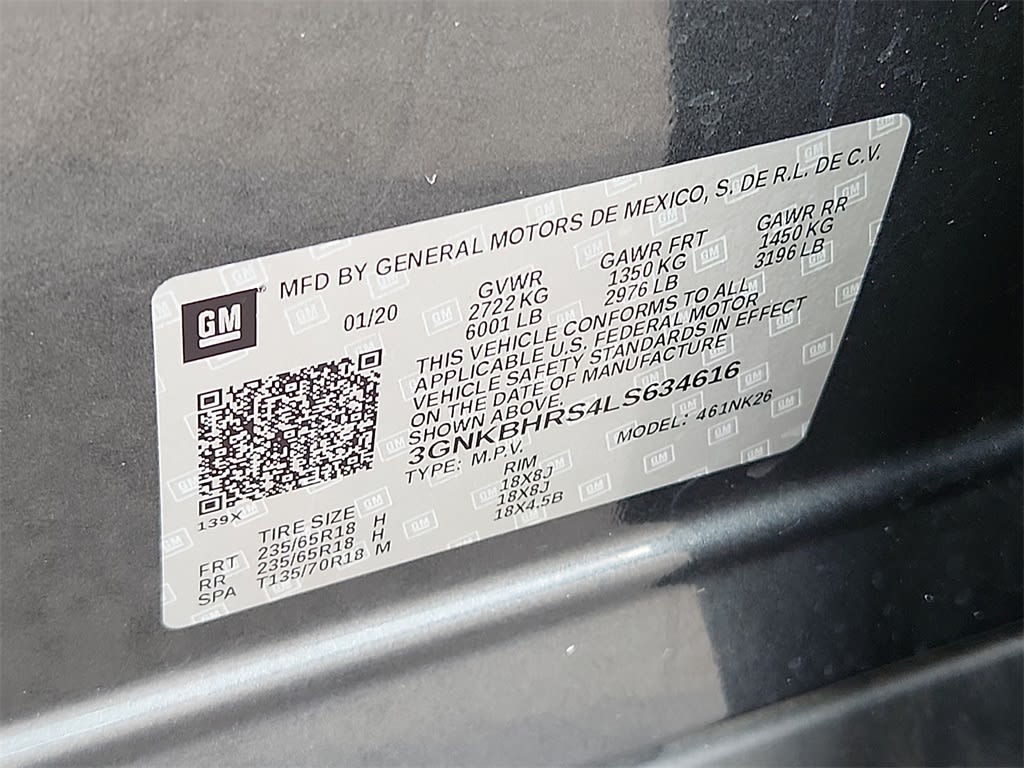 MFD BY GENERAL MOTORS DE MEXICO, S. DE R.L. DE C.V.
GM
01/20
GVWR
2722 KG
6001 LB
GAWR FRT
1350 KG
2976 LB
GAWR RR
1450 KG
3196 LB
THIS VEHICLE CONFORMS TO ALL
APPLICABLE U.S. FEDERAL MOTOR
VEHICLE SAFETY STANDARDS IN EFFECT
ON THE DATE OF MANUFACTURE
SHOWN ABOVE.
3GNKBHRS4LS634616
TYPE: M.P.V. MODEL: 461NK26
139X
TIRE SIZE RIM
FRT 235/65R18 H 18X8J
RR 235/65R18 H 18X8J
SPA T135/70R18 M 18X4.5B